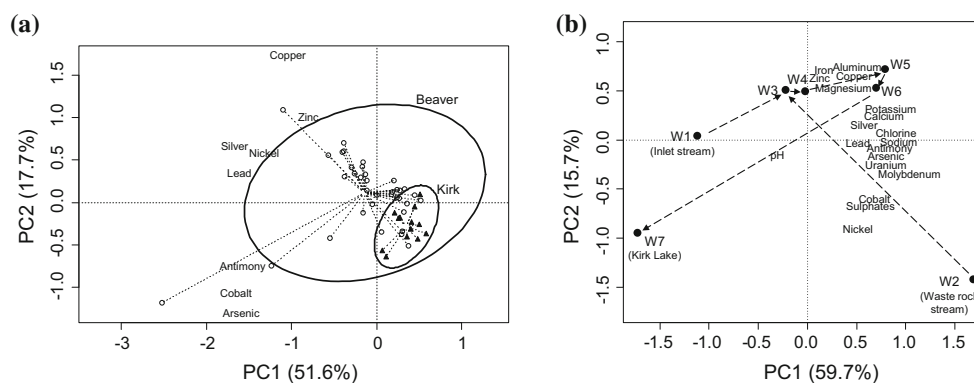 (a)
Copper
Beaver
Zinc
Silver
Nickel
Lead
Kirk
Antimony
Cobalt
Arsenic
1.5
1.0
0.5
0.0
-0.5
-1.0
PC2 (17.7%)
-3 -2 -1 0 1
PC1 (51.6%)
(b)
1.0
0.5
0.0
-0.5
-1.0
-1.5
PC2 (15.7%)
W5
Aluminum
Iron
W4 Zinc Copper
W3 Magnesium W6
Potassium
Calcium
W1
(Inlet stream)
Silver
Chlorine
Lead Sodium
Antimony
pH Arsenic
Uranium
Molybdenum
Cobalt
Sulphates
Nickel
W7
(Kirk Lake)
W2
(Waste rock
stream)
-1.5 -1.0 -0.5 0.0 0.5 1.0 1.5
PC1 (59.7%)